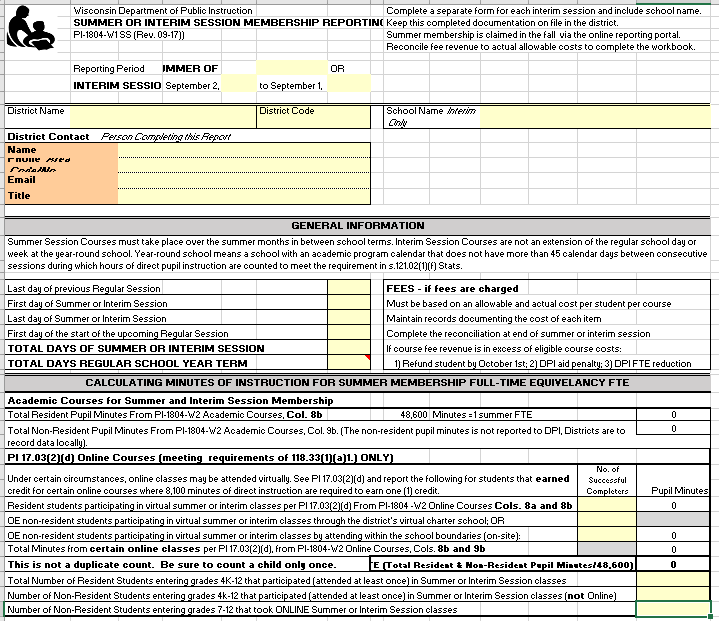 Wisconsin Department of Public Instruction
SUMMER OR INTERIM SESSION MEMBERSHIP REPORTING
PI-1804-W1 SS (Rev. 09-17))
Complete a separate form for each interim session and include school name.
Keep this completed documentation on file in the district.
Summer membership is claimed in the fall via the online reporting portal.
Reconcile fee revenue to actual allowable costs to complete the workbook.
Reporting Period UMMER OF OR
INTERIM SESSIO September 2, to September 1,
District Name District Code School Name Interim
Only
District Contact Person Completing this Report
Name
Phone Area
Code/No.
Email
Title
GENERAL INFORMATION
Summer Session Courses must take place over the summer months in between school terms. Interim Session Courses are not an extension of the regular school day or
week at the year-round school. Year-round school means a school with an academic program calendar that does not have more than 45 calendar days between consecutive
sessions during which hours of direct pupil instruction are counted to meet the requirement in s.121.02(1)(f) Stats.
Last day of previous Regular Session
First day of Summer or Interim Session
Last day of Summer or Interim Session
First day of the start of the upcoming Regular Session
TOTAL DAYS OF SUMMER OR INTERIM SESSION
TOTAL DAYS REGULAR SCHOOL YEAR TERM
FEES - if fees are charged
Must be based on an allowable and actual cost per student per course
Maintain records documenting the cost of each item
Complete the reconciliation at end of summer or interim session
If course fee revenue is in excess of eligible course costs:
1) Refund student by October 1st; 2) DPI aid penalty; 3) DPI FTE reduction
CALCULATING MINUTES OF INSTRUCTION FOR SUMMER MEMBERSHIP FULL-TIME EQUIVELANCY FTE
Academic Courses for Summer and Interim Session Membership
Total Resident Pupil Minutes From PI-1804-W2 Academic Courses, Col. 8b 48,600 Minutes =1 summer FTE 0
Total Non-Resident Pupil Minutes From PI-1804-W2 Academic Courses, Col. 9b. (The non-resident pupil minutes is not reported to DPI, Districts are to 0
record data locally).
PI 17.03(2)(d) Online Courses (meeting requirements of 118.33(1)(a)1.) ONLY)
Under certain circumstances, online classes may be attended virtually. See PI 17.03(2)(d) and report the following for students that earned
credit for certain online courses where 8,100 minutes of direct instruction are required to earn one (1) credit.
No. of
Successful
Completers
Pupil Minutes
Resident students participating in virtual summer or interim classes per PI 17.03(2)(d) From PI-1804 -W2 Online Courses Cols. 8a and 8b 0
OE non-resident students participating in virtual summer or interim classes through the district's virtual charter school; OR
OE non-resident students participating in virtual summer or interim classes by attending within the school boundaries (on-site): 0
Total Minutes from certain online classes per PI 17.03(2)(d), from PI-1804-W2 Online Courses, Cols. 8b and 9b 0
This is not a duplicate count. Be sure to count a child only once. E (Total Resident & Non-Resident Pupil Minutes/48,600) 0
Total Number of Resident Students entering grades 4K-12 that participated (attended at least once) in Summer or Interim Session classes
Number of Non-Resident Students entering grades 4k-12 that participated (attended at least once) in Summer or Interim Session classes (not Online)
Number of Non-Resident Students entering grades 7-12 that took ONLINE Summer or Interim Session classes